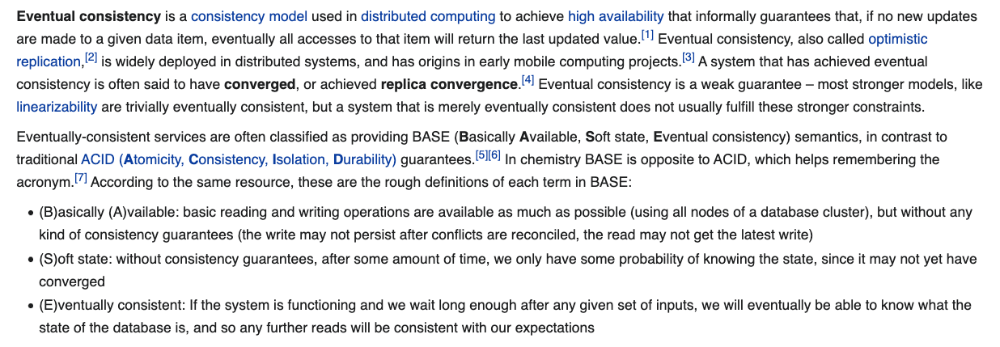 Eventual consistency is a consistency model used in distributed computing to achieve high availability that informally guarantees that, if no new updates
are made to a given data item, eventually all accesses to that item will return the last updated value.[1] Eventual consistency, also called optimistic
replication,[2] is widely deployed in distributed systems, and has origins in early mobile computing projects.[3] A system that has achieved eventual
consistency is often said to have converged, or achieved replica convergence.[4] Eventual consistency is a weak guarantee – most stronger models, like
linearizability are trivially eventually consistent, but a system that is merely eventually consistent does not usually fulfill these stronger constraints.
Eventually-consistent services are often classified as providing BASE (Basically Available, Soft state, Eventual consistency) semantics, in contrast to
traditional ACID (Atomicity, Consistency, Isolation, Durability) guarantees.[5][6] In chemistry BASE is opposite to ACID, which helps remembering the
acronym.[7] According to the same resource, these are the rough definitions of each term in BASE:
• (B)asically (A)vailable: basic reading and writing operations are available as much as possible (using all nodes of a database cluster), but without any
kind of consistency guarantees (the write may not persist after conflicts are reconciled, the read may not get the latest write)
• (S)oft state: without consistency guarantees, after some amount of time, we only have some probability of knowing the state, since it may not yet have
converged
• (E)ventually consistent: If the system is functioning and we wait long enough after any given set of inputs, we will eventually be able to know what the
state of the database is, and so any further reads will be consistent with our expectations